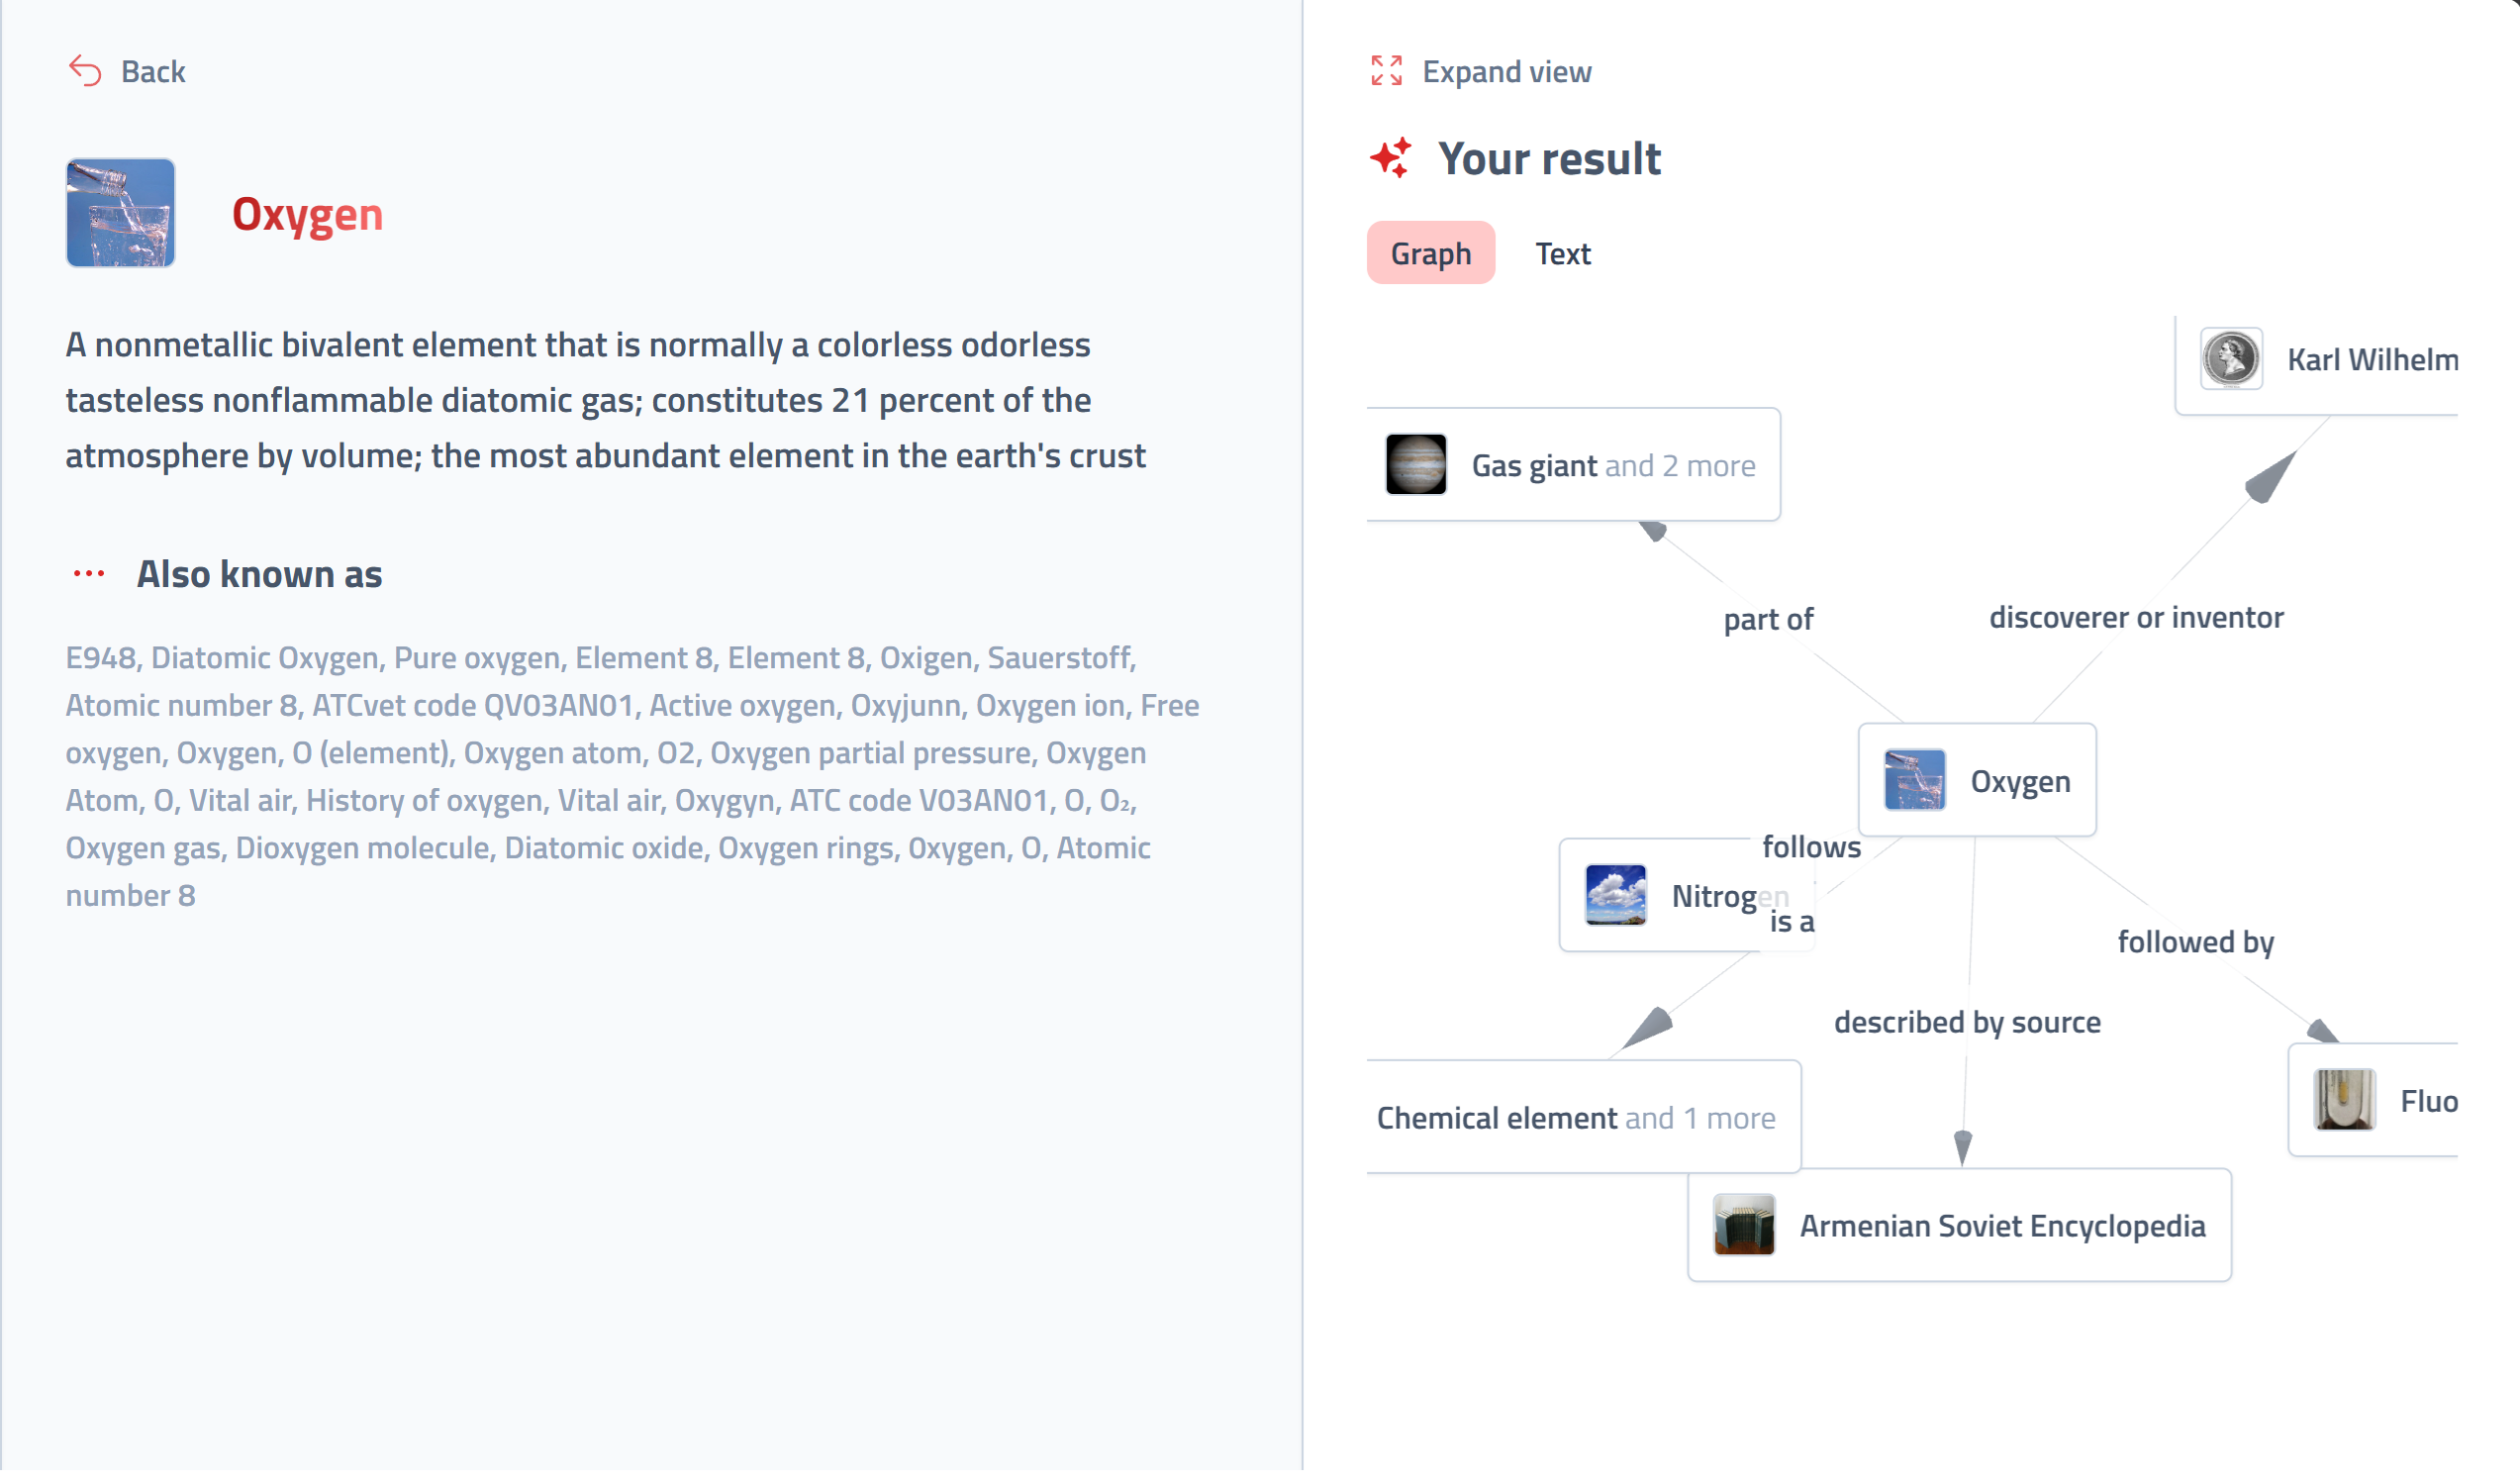 Back
Oxygen
A nonmetallic bivalent element that is normally a colorless odorless
tasteless nonflammable diatomic gas; constitutes 21 percent of the
atmosphere by volume; the most abundant element in the earth's crust
Also known as
E948, Diatomic Oxygen, Pure oxygen, Element 8, Element 8, Oxigen, Sauerstoff,
Atomic number 8, ATCvet code QV03AN01, Active oxygen, Oxyjunn, Oxygen ion, Free
oxygen, Oxygen, O (element), Oxygen atom, O2, Oxygen partial pressure, Oxygen
Atom, O, Vital air, History of oxygen, Vital air, Oxygyn, ATC code V03AN01, O, O₂,
Oxygen gas, Dioxygen molecule, Diatomic oxide, Oxygen rings, 0xygen, O, Atomic
number 8
Expand view
Your result
Graph
Text
Karl Wilhelm
Gas giant and 2 more
part of
discoverer or inventor
Oxygen
follows
Nitrogen
is a
followed by
described by source
Fluo
Chemical element and 1 more
Armenian Soviet Encyclopedia